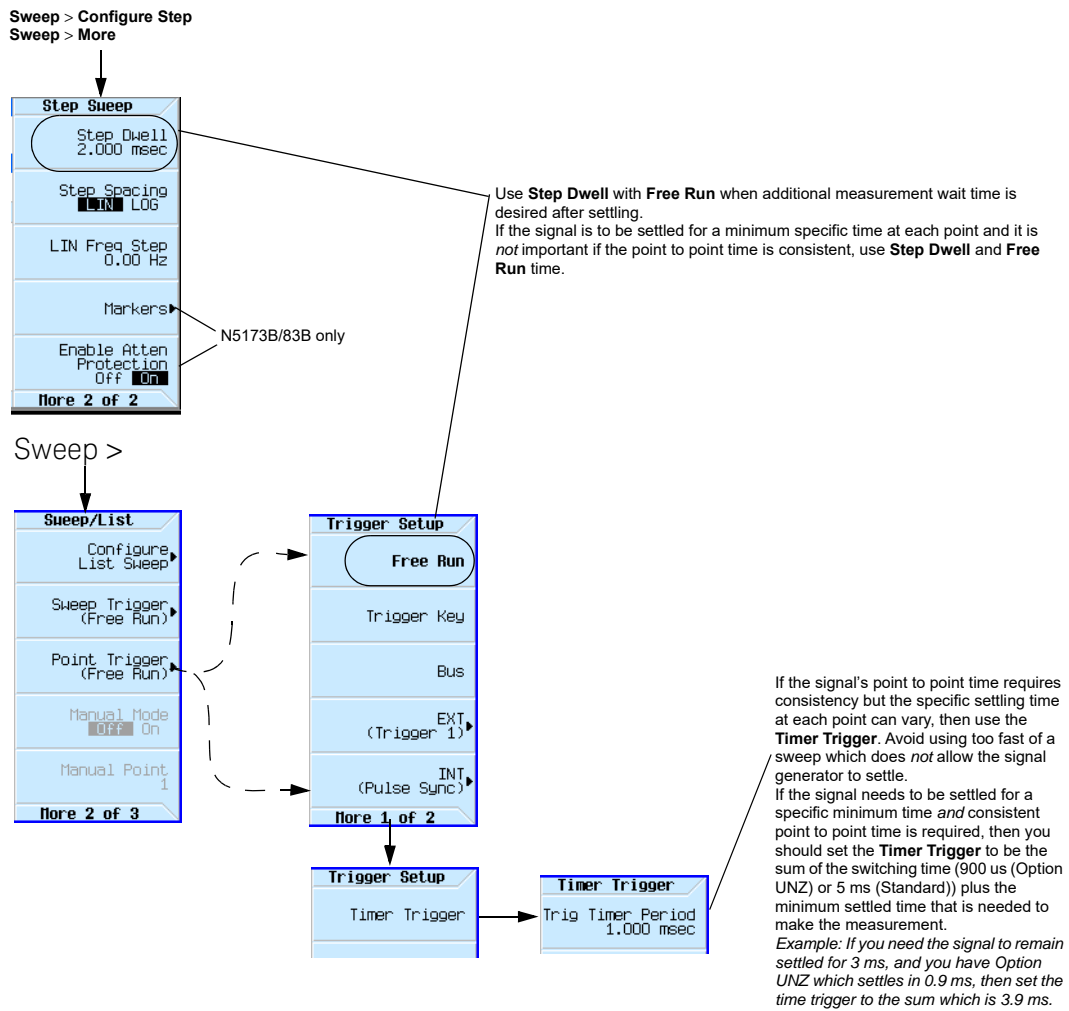 Sweep > Configure Step
Sweep > More
Step Sweep
Step Dwell
2.000 msec
Step Spacing
LIN LOG
LIN Freq Step
0.00 Hz
Markers
Enable Atten
Protection
Off On
More 2 of 2
N5173B/83B only
Use Step Dwell with Free Run when additional measurement wait time is
desired after settling.
If the signal is to be settled for a minimum specific time at each point and it is
not important if the point to point time is consistent, use Step Dwell and Free
Run time.
Sweep >
Sweep/List
Configure
List Sweep
Sweep Trigger
(Free Run)
Point Trigger
(Free Run)
Manual Mode
Off On
Manual Point
1
More 2 of 3
Trigger Setup
Free Run
Trigger Key
Bus
EXT
(Trigger 1)
INT
(Pulse Sync)
More 1 of 2
Trigger Setup
Timer Trigger
Timer Trigger
Trig Timer Period
1.000 msec
If the signal's point to point time requires
consistency but the specific settling time
at each point can vary, then use the
Timer Trigger. Avoid using too fast of a
sweep which does not allow the signal
generator to settle.
If the signal needs to be settled for a
specific minimum time and consistent
point to point time is required, then you
should set the Timer Trigger to be the
sum of the switching time (900 us (Option
UNZ) or 5 ms (Standard)) plus the
minimum settled time that is needed to
make the measurement.
Example: If you need the signal to remain
settled for 3 ms, and you have Option
UNZ which settles in 0.9 ms, then set the
time trigger to the sum which is 3.9 ms.